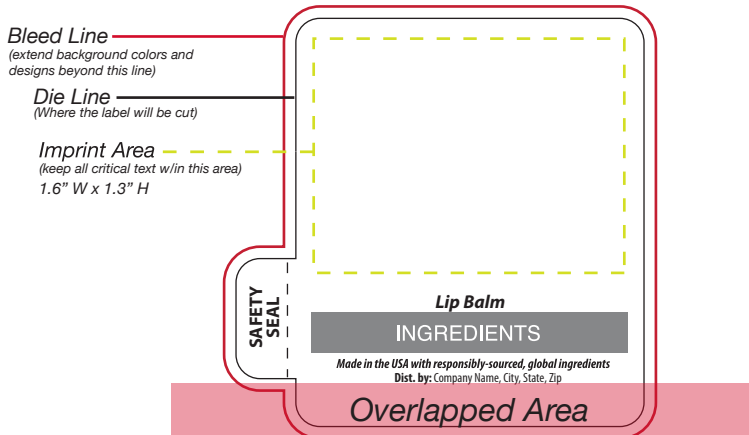 Bleed Line
(extend background colors and
designs beyond this line)
Die Line
(Where the label will be cut)
Imprint Area
(keep all critical text w/in this area)
1.6” W x 1.3” H
SAFETY
SEAL
Lip Balm
INGREDIENTS
Made in the USA with responsibly-sourced, global ingredients
Dist. by: Company Name, City, State, Zip
Overlapped Area